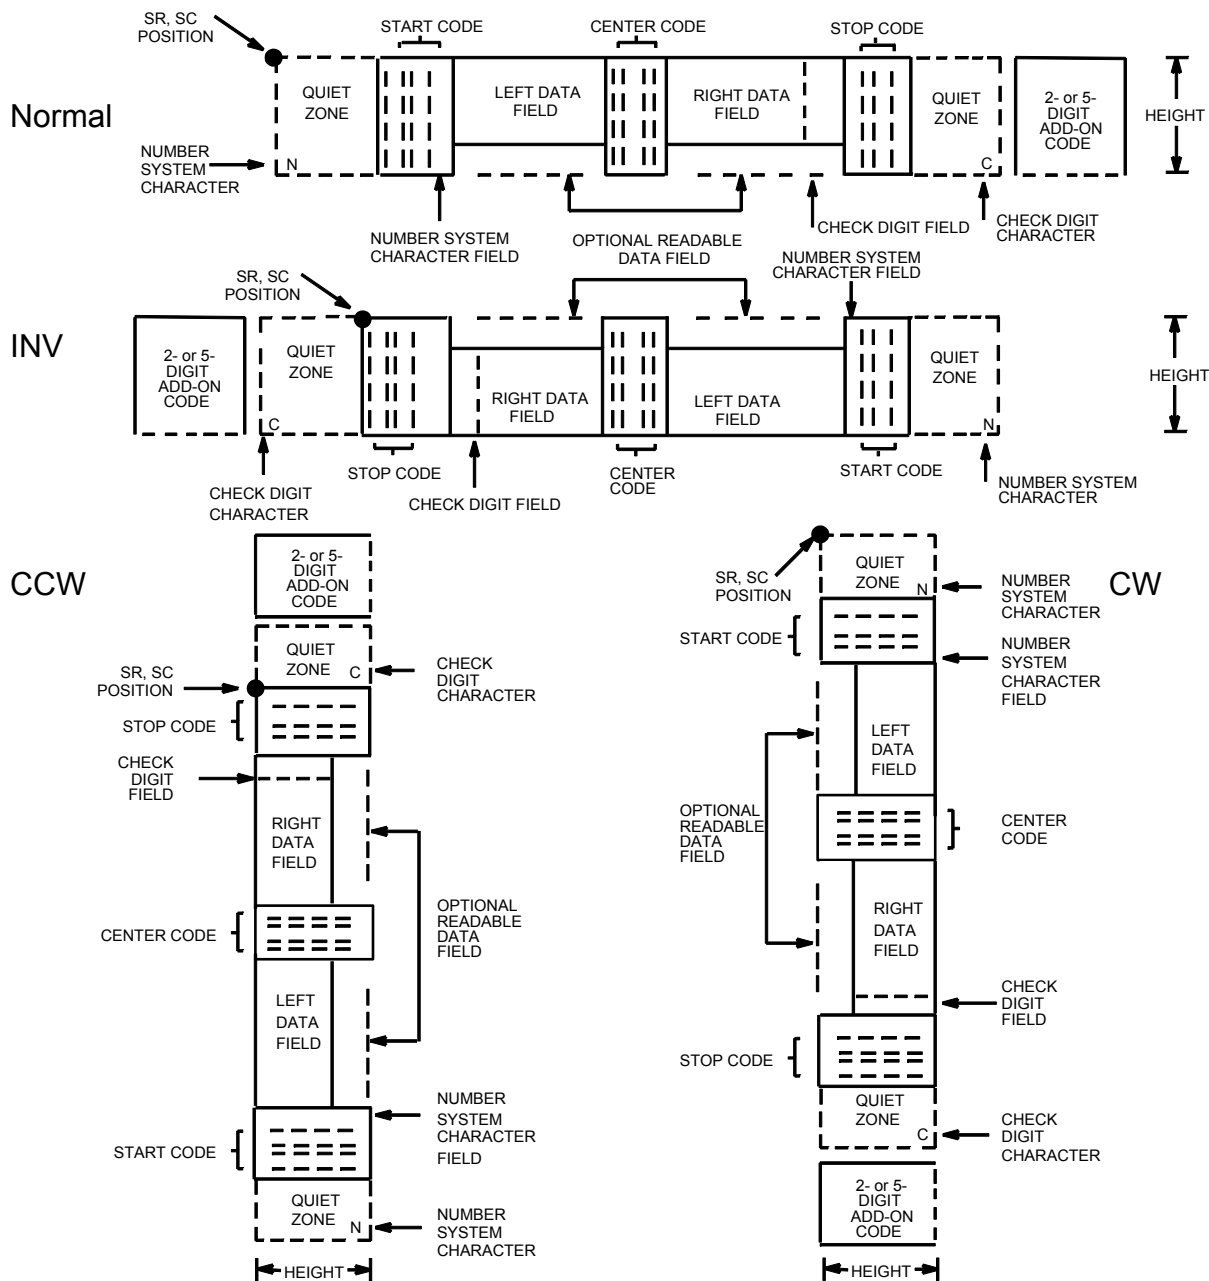 SR, SC
POSITION
START CODE
CENTER CODE
STOP CODE
Normal
QUIET
ZONE
LEFT DATA
FIELD
RIGHT DATA
FIELD
QUIET
ZONE
2- or 5-
DIGIT
ADD-ON
CODE
HEIGHT
NUMBER
SYSTEM
CHARACTER
N
C
NUMBER SYSTEM
CHARACTER FIELD
OPTIONAL READABLE
DATA FIELD
CHECK DIGIT FIELD
CHECK DIGIT
CHARACTER
SR, SC
POSITION
NUMBER SYSTEM
CHARACTER FIELD
INV
2- or 5-
DIGIT
ADD-ON
CODE
QUIET
ZONE
C
RIGHT DATA
FIELD
LEFT DATA
FIELD
QUIET
ZONE
N
HEIGHT
STOP CODE
CENTER
CODE
START CODE
CHECK DIGIT
CHARACTER
CHECK DIGIT FIELD
NUMBER SYSTEM
CHARACTER
CCW
2- or 5-
DIGIT
ADD-ON
CODE
QUIET
ZONE
C
CHECK
DIGIT
CHARACTER
SR, SC
POSITION
STOP CODE
CHECK
DIGIT
FIELD
RIGHT
DATA
FIELD
OPTIONAL
READABLE
DATA
FIELD
CENTER CODE
LEFT
DATA
FIELD
NUMBER
SYSTEM
CHARACTER
FIELD
START CODE
QUIET
ZONE
N
NUMBER
SYSTEM
CHARACTER
HEIGHT
CW
SR, SC
POSITION
QUIET
ZONE
N
NUMBER
SYSTEM
CHARACTER
START CODE
NUMBER
SYSTEM
CHARACTER
FIELD
LEFT
DATA
FIELD
OPTIONAL
READABLE
DATA
FIELD
CENTER
CODE
RIGHT
DATA
FIELD
CHECK
DIGIT
FIELD
STOP CODE
QUIET
ZONE
C
CHECK
DIGIT
CHARACTER
2- or 5-
DIGIT
ADD-ON
CODE
HEIGHT